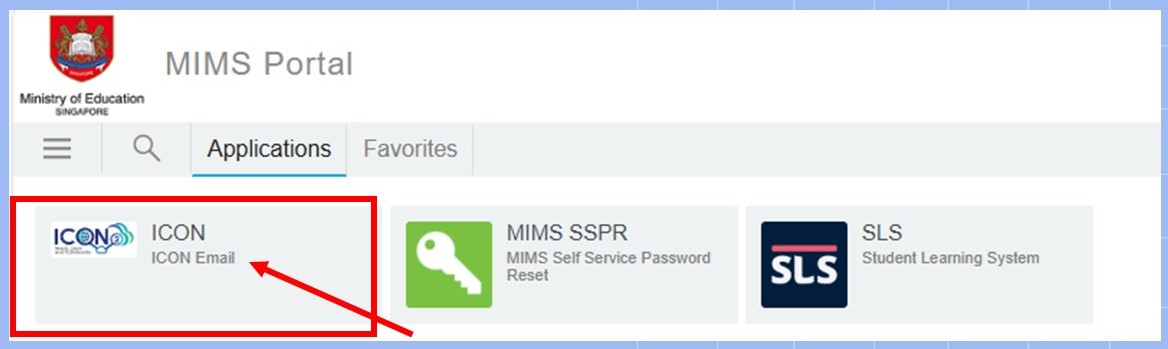 MIMS Portal
Ministry of Education
SINGAPORE
Applications
Favorites
ICON
ICON
ICON Email
MIMS SSPR
MIMS Self Service Password
Reset
SLS
SLS
Student Learning System